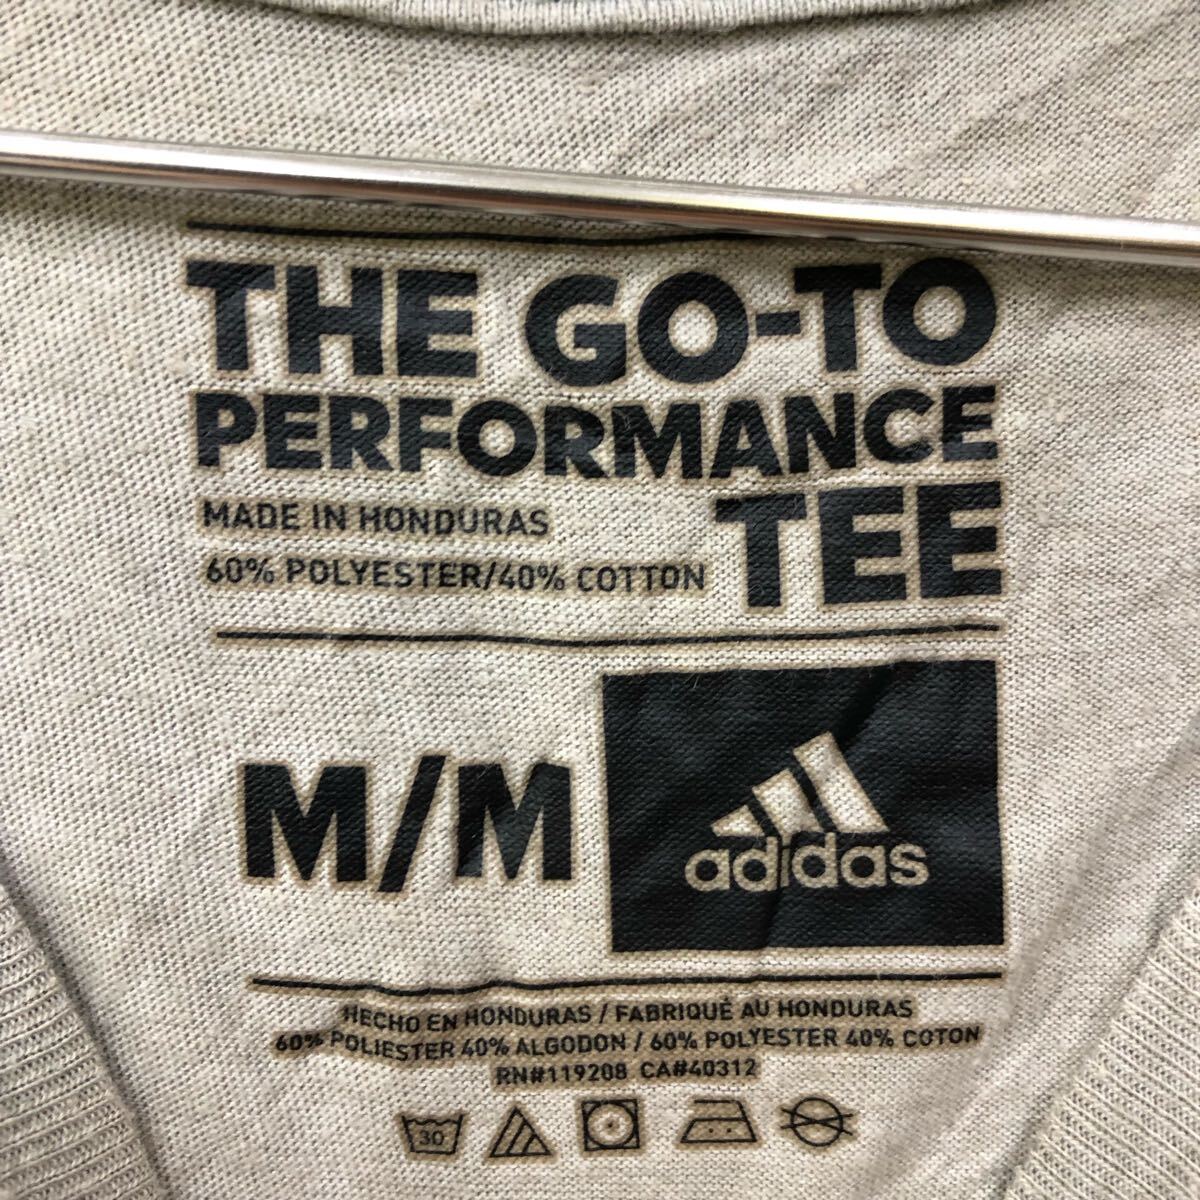 THE GO-TO
PERFORMANCE
TEE
MADE IN HONDURAS
60% POLYESTER/40% COTTON
M/M
adidas
HECHO EN HONDURAS / FABRIQUÉ AU HONDURAS
60% POLIESTER 40% ALGODON / 60% POLYESTER 40% COTON
RN#119208 CA#40312
30